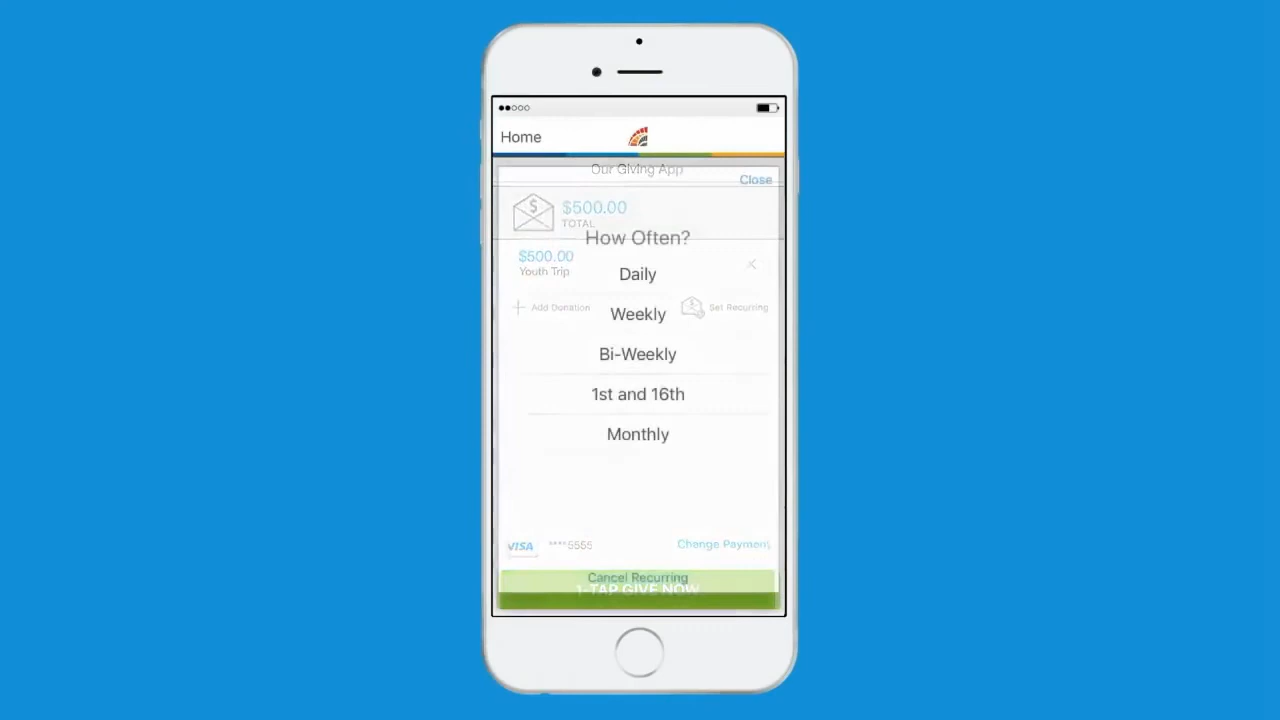 Home
Our Giving App
Close
$500.00
TOTAL
How Often?
$500.00
Youth Trip
Daily
Add Donation
Set Recurring
Weekly
Bi-Weekly
1st and 16th
Monthly
VISA ****5555 Change Payment
Cancel Recurring
1-TAP GIVE NOW